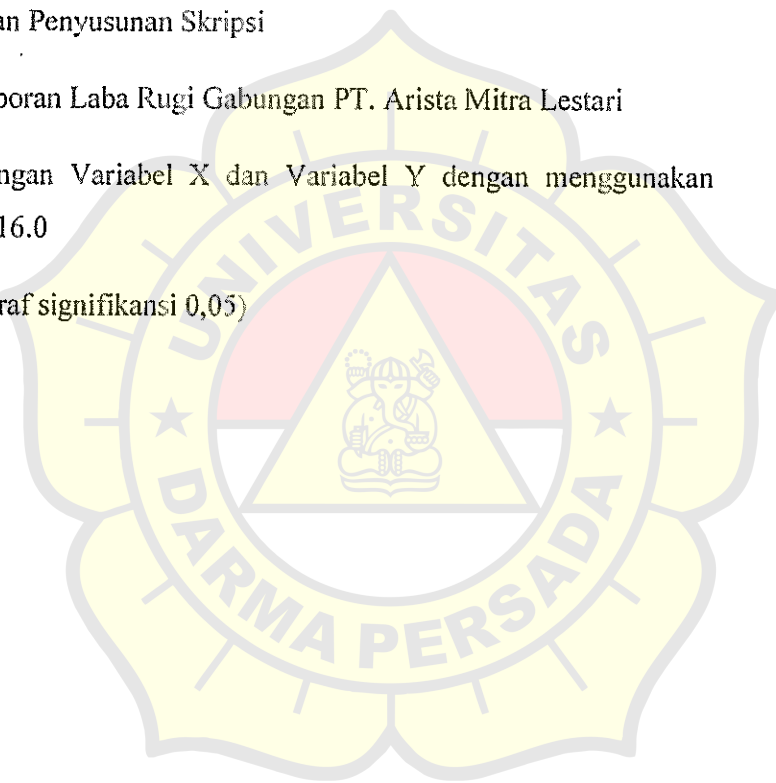 an Penyusunan Skripsi
poran Laba Rugi Gabungan PT. Arista Mitra Lestari
ngan Variabel X dan Variabel Y dengan menggunakan
16.0
raf signifikansi 0,05)
UNIVERSITAS
DARMA PERSADA